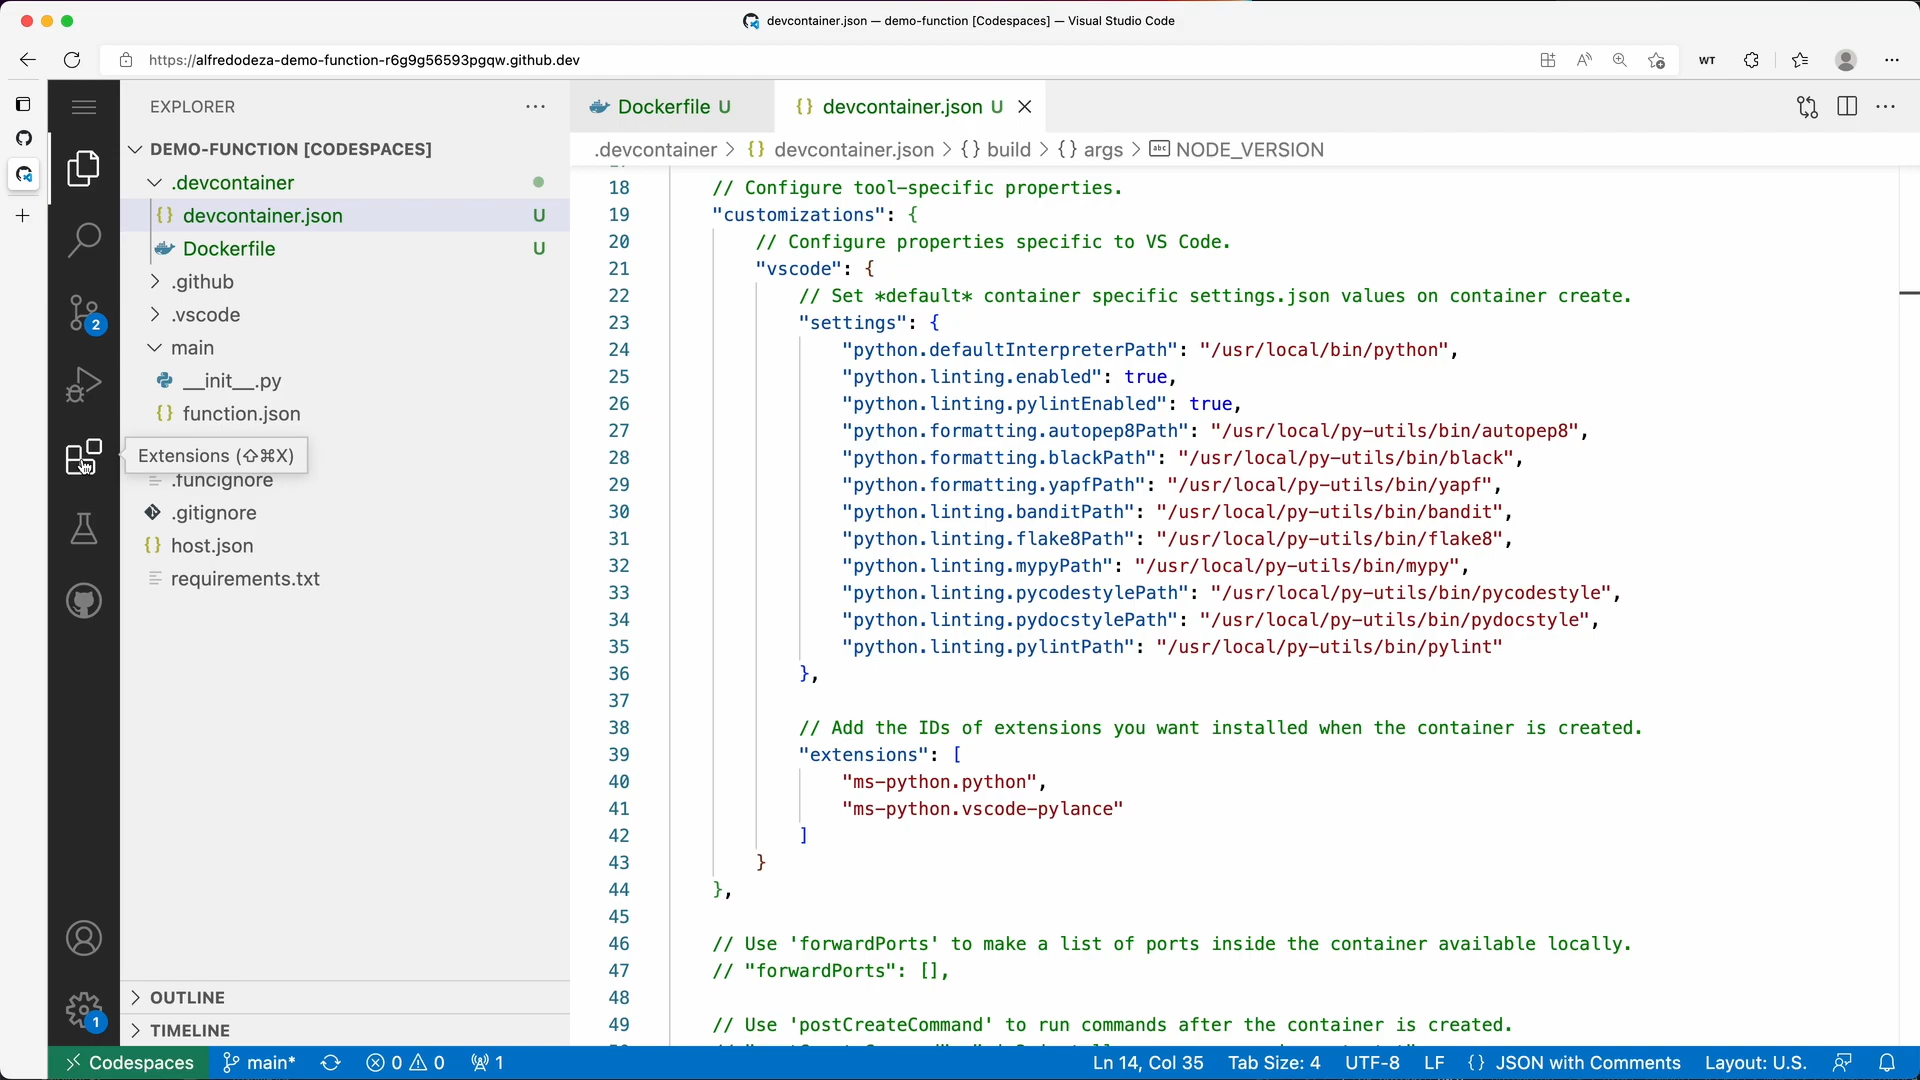 devcontainer.json — demo-function [Codespaces] — Visual Studio Code
https://alfredodeza-demo-function-r6g9g56593pgqw.github.dev
WT
EXPLORER
Dockerfile U
{} devcontainer.json U
.devcontainer > {} devcontainer.json > {} build > {} args > abc NODE_VERSION
DEMO-FUNCTION [CODESPACES]
.devcontainer
{} devcontainer.json U
Dockerfile U
.github
.vscode
main
__init__.py
{} function.json
Extensions (⇧⌘X)
.funcignore
.gitignore
{} host.json
requirements.txt
2
1
OUTLINE
TIMELINE
18 // Configure tool-specific properties.
19 "customizations": {
20 // Configure properties specific to VS Code.
21 "vscode": {
22 // Set *default* container specific settings.json values on container create.
23 "settings": {
24 "python.defaultInterpreterPath": "/usr/local/bin/python",
25 "python.linting.enabled": true,
26 "python.linting.pylintEnabled": true,
27 "python.formatting.autopep8Path": "/usr/local/py-utils/bin/autopep8",
28 "python.formatting.blackPath": "/usr/local/py-utils/bin/black",
29 "python.formatting.yapfPath": "/usr/local/py-utils/bin/yapf",
30 "python.linting.banditPath": "/usr/local/py-utils/bin/bandit",
31 "python.linting.flake8Path": "/usr/local/py-utils/bin/flake8",
32 "python.linting.mypyPath": "/usr/local/py-utils/bin/mypy",
33 "python.linting.pycodestylePath": "/usr/local/py-utils/bin/pycodestyle",
34 "python.linting.pydocstylePath": "/usr/local/py-utils/bin/pydocstyle",
35 "python.linting.pylintPath": "/usr/local/py-utils/bin/pylint"
36 },
37
38 // Add the IDs of extensions you want installed when the container is created.
39 "extensions": [
40 "ms-python.python",
41 "ms-python.vscode-pylance"
42 ]
43 }
44 },
45
46 // Use 'forwardPorts' to make a list of ports inside the container available locally.
47 // "forwardPorts": [],
48
49 // Use 'postCreateCommand' to run commands after the container is created.
Codespaces main* 0 0 1 Ln 14, Col 35 Tab Size: 4 UTF-8 LF {} JSON with Comments Layout: U.S.